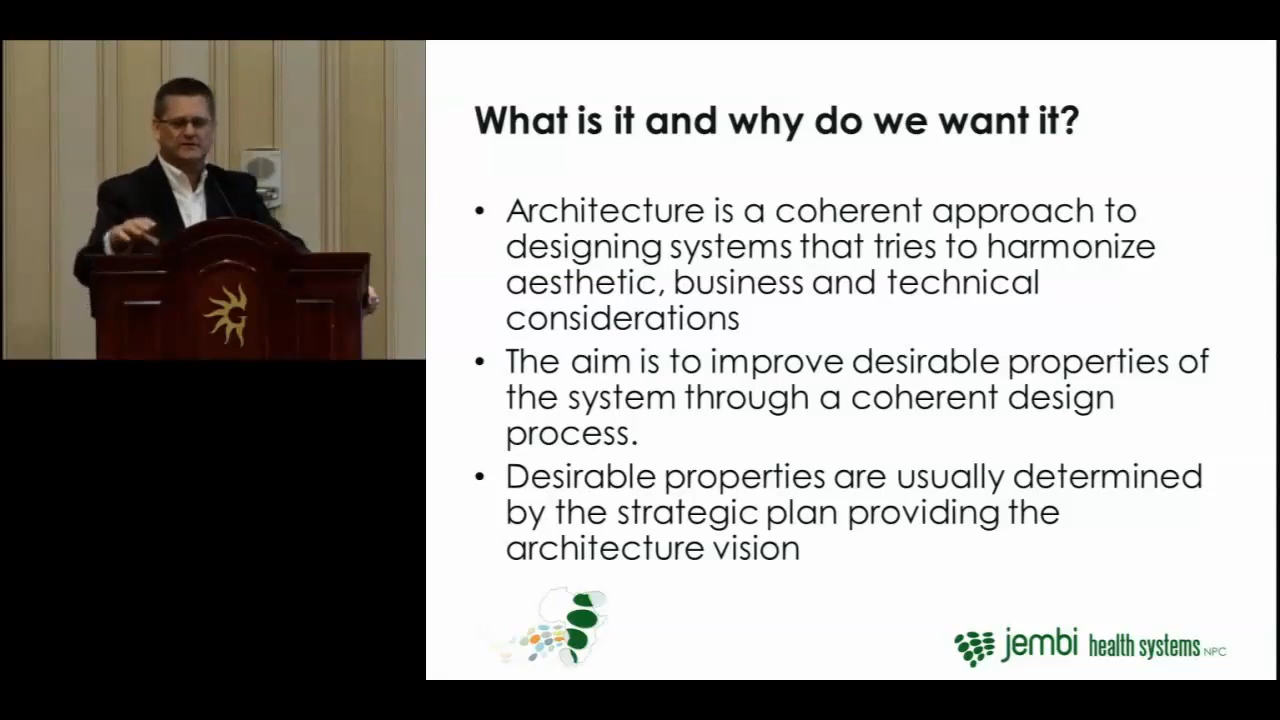 What is it and why do we want it?
• Architecture is a coherent approach to
designing systems that tries to harmonize
aesthetic, business and technical
considerations
• The aim is to improve desirable properties of
the system through a coherent design
process.
• Desirable properties are usually determined
by the strategic plan providing the
architecture vision
G
jembi health systems NPC